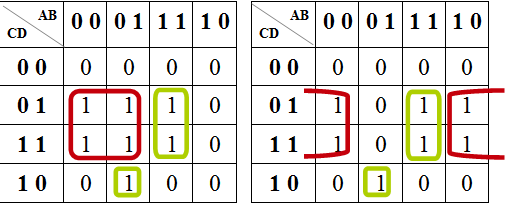 AB 0 0 0 1 1 1 1 0 AB 0 0 0 1 1 1 1 0
CD CD
0 0 0 0 0 0 0 0 0 0 0 0
0 1 1 1 1 0 0 1 1 0 1 1
1 1 1 1 1 0 1 1 1 0 1 1
1 0 0 1 0 0 1 0 0 1 0 0